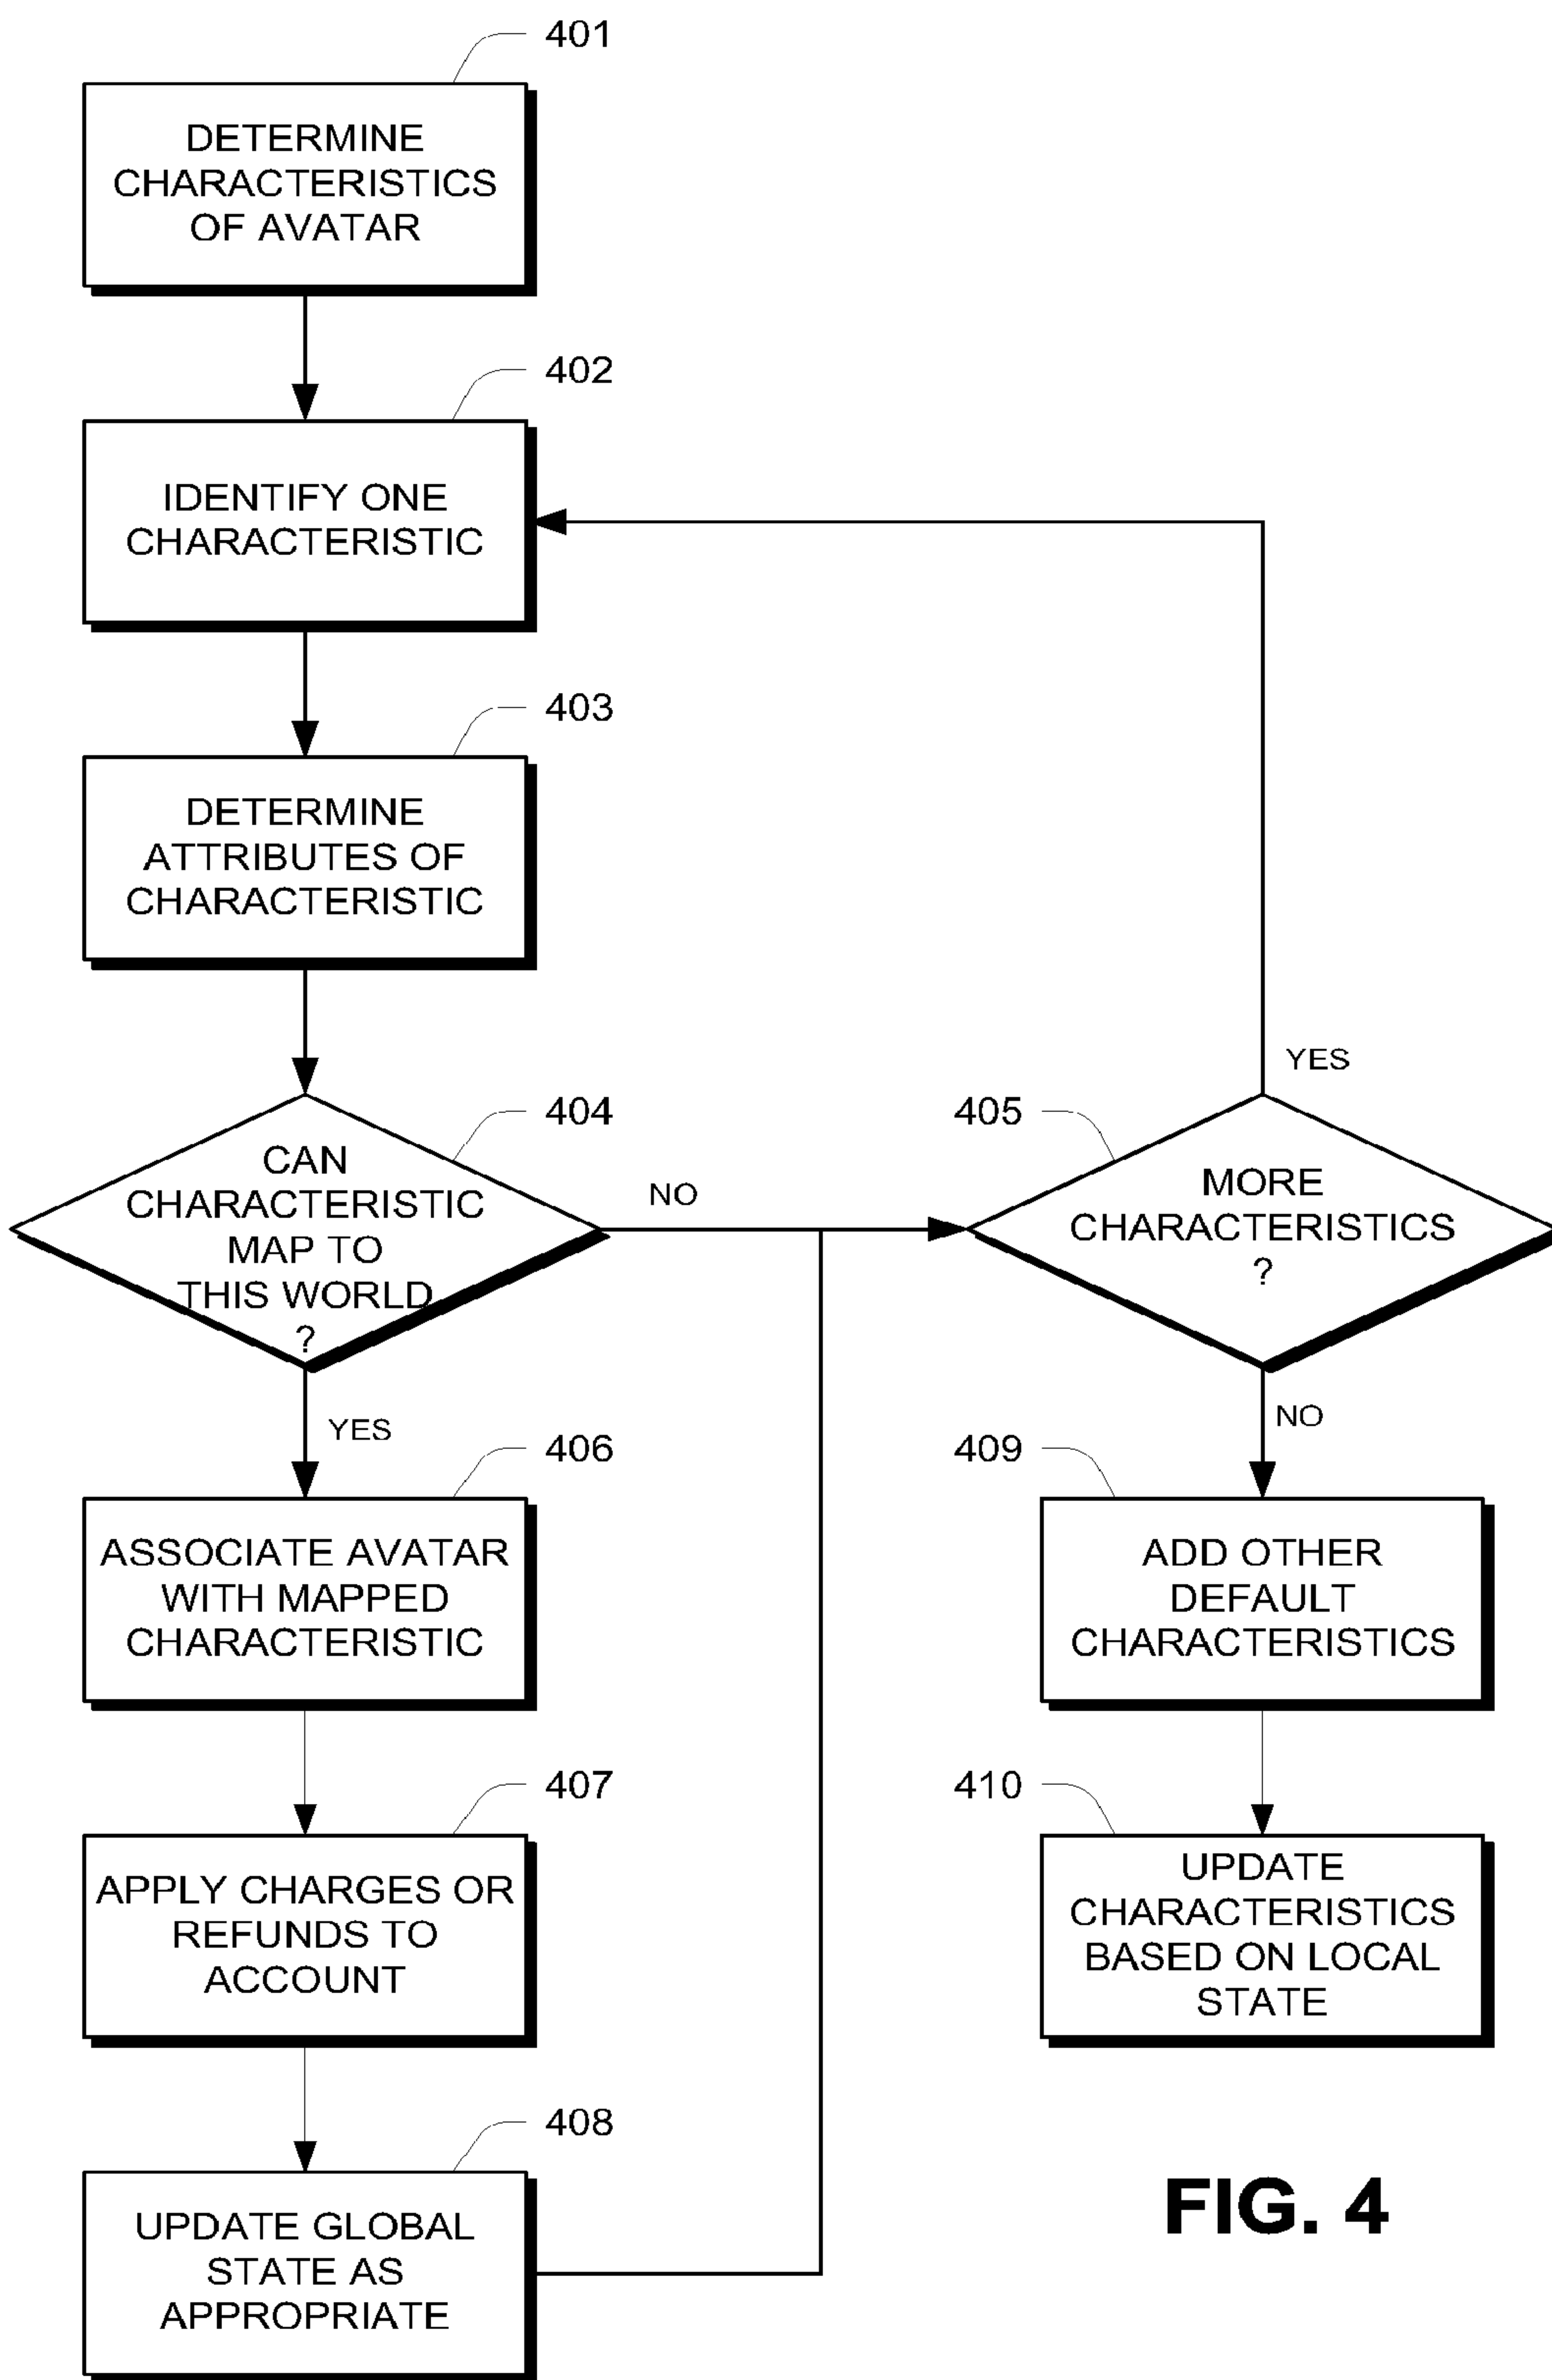 401
DETERMINE
CHARACTERISTICS
OF AVATAR
402
IDENTIFY ONE
CHARACTERISTIC
403
DETERMINE
ATTRIBUTES OF
CHARACTERISTIC
404
CAN
CHARACTERISTIC
MAP TO
THIS WORLD
?
NO
YES
405
MORE
CHARACTERISTICS
?
YES
NO
406
ASSOCIATE AVATAR
WITH MAPPED
CHARACTERISTIC
407
APPLY CHARGES OR
REFUNDS TO
ACCOUNT
408
UPDATE GLOBAL
STATE AS
APPROPRIATE
409
ADD OTHER
DEFAULT
CHARACTERISTICS
410
UPDATE
CHARACTERISTICS
BASED ON LOCAL
STATE
FIG. 4